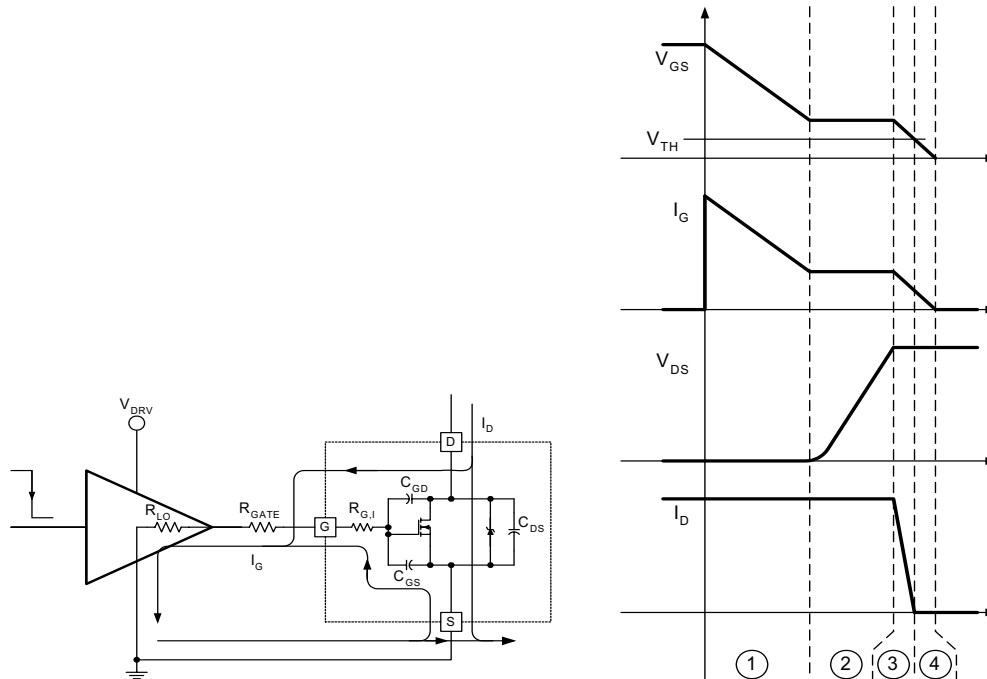 V_DRV
R_LO
R_GATE
I_G
G
R_G,I
C_GD
C_GS
C_DS
D
S
I_D
V_GS
V_TH
I_G
V_DS
I_D
1
2
3
4